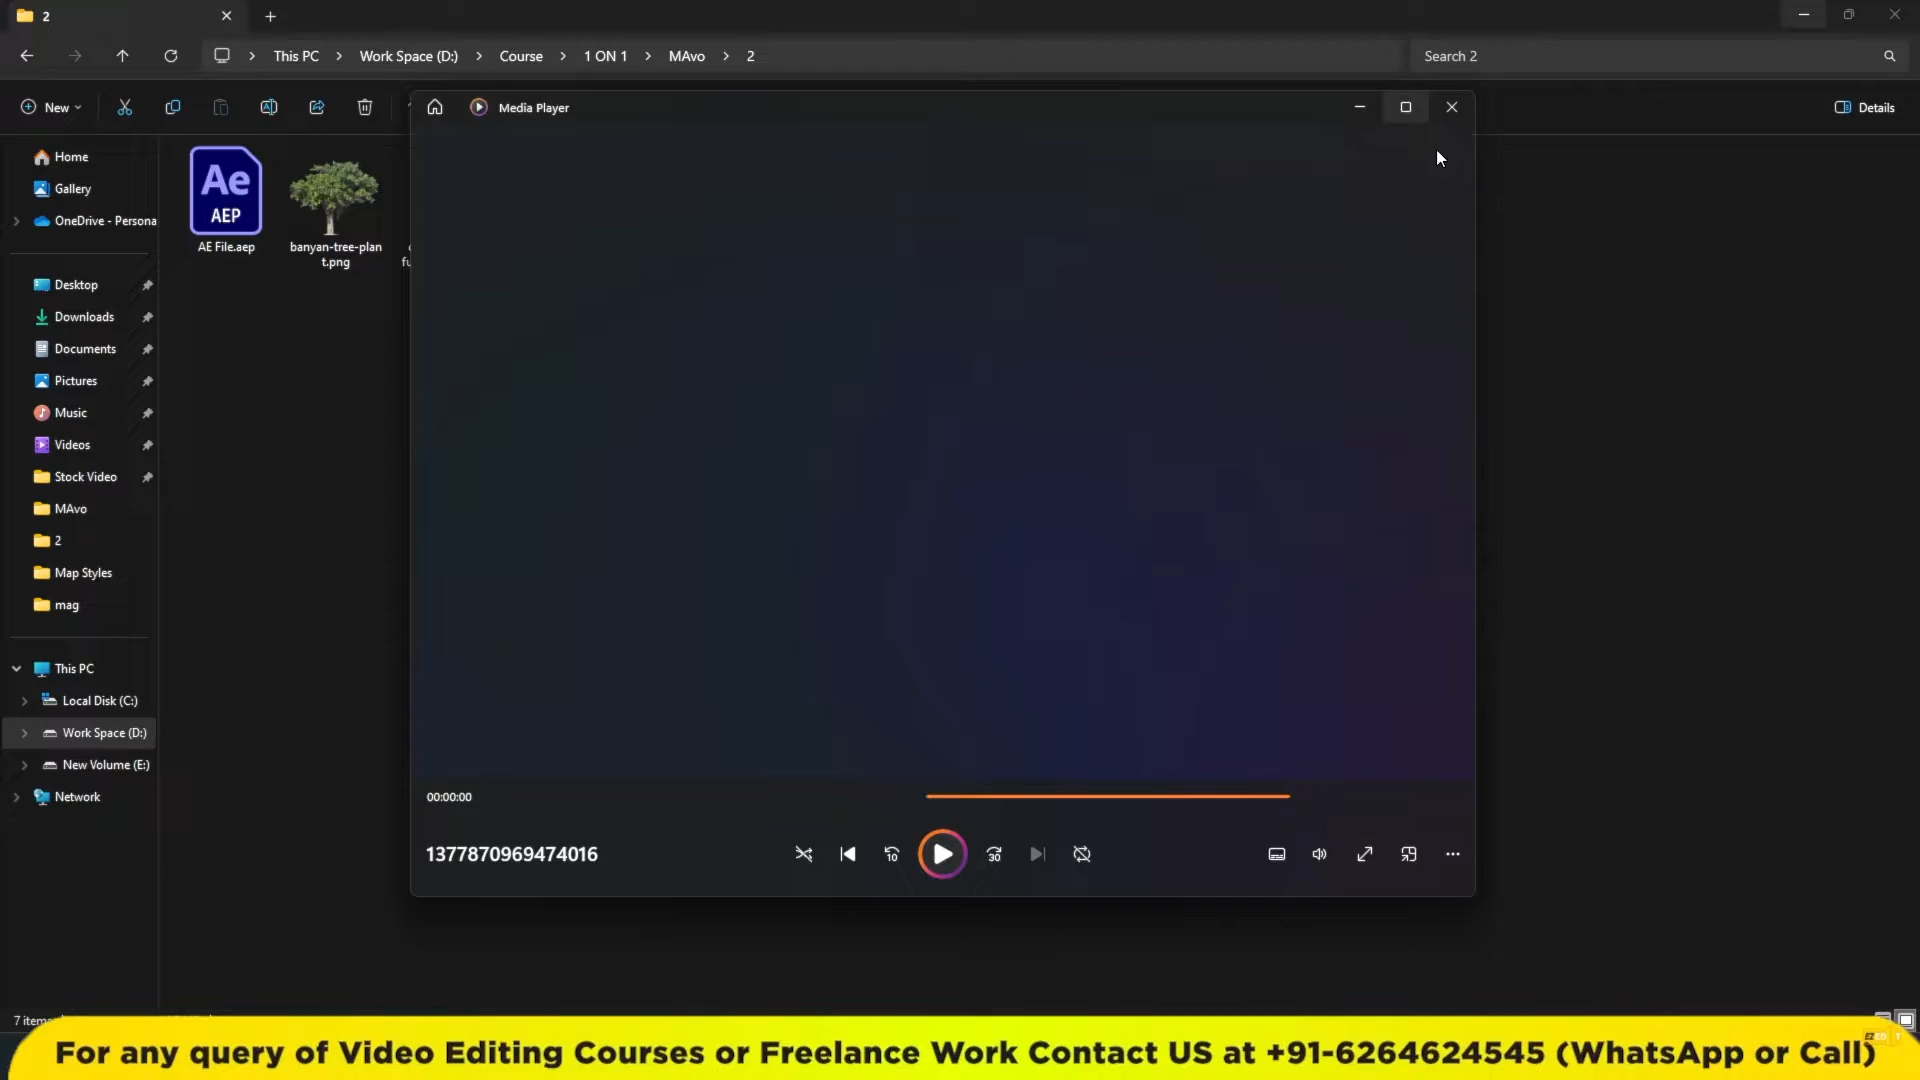 2
This PC > Work Space (D:) > Course > 1 ON 1 > MAvo > 2
Search 2
New
Media Player
Details
Home
Gallery
OneDrive - Persona
Desktop
Downloads
Documents
Pictures
Music
Videos
Stock Video
MAvo
2
Map Styles
mag
This PC
Local Disk (C:)
Work Space (D:)
New Volume (E:)
Network
Ae
AEP
AE File.aep
banyan-tree-plan
t.png
00:00:00
1377870969474016
10
30
7 items
For any query of Video Editing Courses or Freelance Work Contact US at +91-6264624545 (WhatsApp or Call)